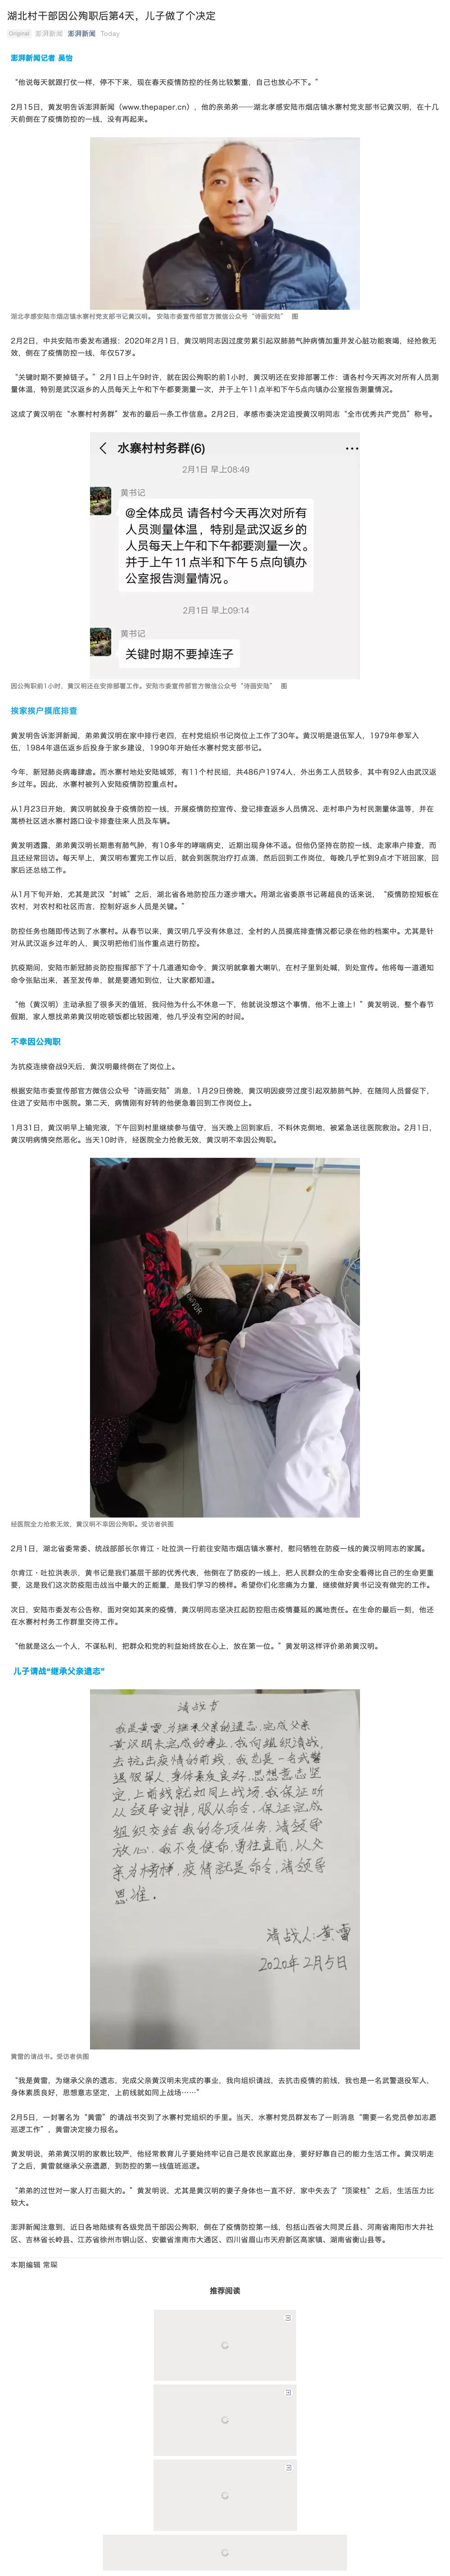 湖北村干部因公殉职后第4天，儿子做了个决定
Original 澎湃新闻 澎湃新闻 Today
澎湃新闻记者 吴怡
“他说每天就跟打仗一样，停不下来，现在春天疫情防控的任务比较繁重，自己也放心不下。”
2月15日，黄发明告诉澎湃新闻（www.thepaper.cn），他的亲弟弟——湖北孝感安陆市烟店镇水寨村党支部书记黄汉明，在十几
天前倒在了疫情防控的一线，没有再起来。
湖北孝感安陆市烟店镇水寨村党支部书记黄汉明。 安陆市委宣传部官方微信公众号“诗画安陆” 图
2月2日，中共安陆市委发布通报：2020年2月1日，黄汉明同志因过度劳累引起双肺肺气肿病情加重并发心脏功能衰竭，经抢救无
效，倒在了疫情防控一线，年仅57岁。
“关键时期不要掉链子。”2月1日上午9时许，就在因公殉职的前1小时，黄汉明还在安排部署工作：请各村今天再次对所有人员测
量体温，特别是武汉返乡的人员每天上午和下午都要测量一次，并于上午11点半和下午5点向镇办公室报告测量情况。
这成了黄汉明在“水寨村村务群”发布的最后一条工作信息。2月2日，孝感市委决定追授黄汉明同志“全市优秀共产党员”称号。
水寨村村务群(6)
2月1日 早上08:49
黄书记
@全体成员 请各村今天再次对所有
人员测量体温，特别是武汉返乡的
人员每天上午和下午都要测量一次。
并于上午11点半和下午5点向镇办
公室报告测量情况。
2月1日 早上09:14
黄书记
关键时期不要掉连子
因公殉职前1小时，黄汉明还在安排部署工作。安陆市委宣传部官方微信公众号“诗画安陆” 图
挨家挨户摸底排查
黄发明告诉澎湃新闻，弟弟黄汉明在家中排行老四，在村党组织书记岗位上工作了30年。黄汉明是退伍军人，1979年参军入
伍，1984年退伍返乡后投身于家乡建设，1990年开始任水寨村党支部书记。
今年，新冠肺炎病毒肆虐。而水寨村地处安陆城郊，有11个村民组，共486户1974人，外出务工人员较多，其中有92人由武汉返
乡过年。因此，水寨村被列入安陆疫情防控重点村。
从1月23日开始，黄汉明就投身于疫情防控一线，开展疫情防控宣传、登记排查返乡人员情况、走村串户为村民测量体温等，并在
蒿桥社区进水寨村路口设卡排查往来人员及车辆。
黄发明透露，弟弟黄汉明长期患有肺气肿，有10多年的哮喘病史，近期出现身体不适。但他仍坚持在防控一线，走家串户排查，而
且还经常回访。每天早上，黄汉明布置完工作以后，就会到医院治疗打点滴，然后回到工作岗位，每晚几乎忙到9点才下班回家，回
家后还总结工作。
从1月下旬开始，尤其是武汉“封城”之后，湖北省各地防控压力逐步增大。用湖北省委原书记蒋超良的话来说，“疫情防控短板在
农村，对农村和社区而言，控制好返乡人员是关键。”
防控任务也随即传达到了水寨村。从春节以来，黄汉明几乎没有休息过，全村的人员摸底排查情况都记录在他的档案中。尤其是针
对从武汉返乡过年的人，黄汉明把他们当作重点进行防控。
抗疫期间，安陆市新冠肺炎防控指挥部下了十几道通知命令，黄汉明就拿着大喇叭，在村子里到处喊，到处宣传。他将每一道通知
命令张贴出来，甚至发传单，就是要通知到位，让大家都知道。
“他（黄汉明）主动承担了很多天的值班，我问他为什么不休息一下，他就说没想这个事情，他不上谁上！”黄发明说，整个春节
假期，家人想找弟弟黄汉明吃顿饭都比较困难，他几乎没有空闲的时间。
不幸因公殉职
为抗疫连续奋战9天后，黄汉明最终倒在了岗位上。
根据安陆市委宣传部官方微信公众号“诗画安陆”消息，1月29日傍晚，黄汉明因疲劳过度引起双肺肺气肿，在随同人员督促下，
住进了安陆市中医院。第二天，病情刚有好转的他便急着回到工作岗位上。
1月31日，黄汉明早上输完液，下午回到村里继续参与值守，当天晚上回到家后，不料休克倒地，被紧急送往医院救治。2月1日，
黄汉明病情突然恶化。当天10时许，经医院全力抢救无效，黄汉明不幸因公殉职。
经医院全力抢救无效，黄汉明不幸因公殉职。受访者供图
2月1日，湖北省委常委、统战部部长尔肯江·吐拉洪一行前往安陆市烟店镇水寨村，慰问牺牲在防疫一线的黄汉明同志的家属。
尔肯江·吐拉洪表示，黄书记是我们基层干部的优秀代表，他倒在了防疫的一线上，把人民群众的生命安全看得比自己的生命更重
要，这是我们这次防疫阻击战当中最大的正能量，是我们学习的榜样。希望你们化悲痛为力量，继续做好黄书记没有做完的工作。
次日，安陆市委发布公告称，面对突如其来的疫情，黄汉明同志坚决扛起防控阻击疫情蔓延的属地责任。在生命的最后一刻，他还
在水寨村村务工作群里交待工作。
“他就是这么一个人，不谋私利，把群众和党的利益始终放在心上，放在第一位。”黄发明这样评价弟弟黄汉明。
儿子请战“继承父亲遗志”
请战书
我是黄雷，为继承父亲的遗志，完成父亲
黄汉明未完成的事业，我向组织请战，
去抗击疫情的前线，我也是一名武警
退役军人，身体素质良好，思想意志坚
定，上前线就如同上战场，我保证听
从领导安排，服从命令，保证完成
组织交给我的各项任务，请领导
放心，我不负使命，勇往直前，以父
亲为榜样，疫情就是命令，请领导
思准。
请战人：黄雷
2020年2月5日
黄雷的请战书。受访者供图
“我是黄雷，为继承父亲的遗志，完成父亲黄汉明未完成的事业，我向组织请战，去抗击疫情的前线，我也是一名武警退役军人，
身体素质良好，思想意志坚定，上前线就如同上战场……”
2月5日，一封署名为“黄雷”的请战书交到了水寨村党组织的手里。当天，水寨村党员群发布了一则消息“需要一名党员参加志愿
巡逻工作”，黄雷决定接力报名。
黄发明说，弟弟黄汉明的家教比较严，他经常教育儿子要始终牢记自己是农民家庭出身，要好好靠自己的能力生活工作。黄汉明走
了之后，黄雷就继承父亲遗愿，到防控的第一线值班巡逻。
“弟弟的过世对一家人打击挺大的。”黄发明说，尤其是黄汉明的妻子身体也一直不好，家中失去了“顶梁柱”之后，生活压力比
较大。
澎湃新闻注意到，近日各地陆续有各级党员干部因公殉职，倒在了疫情防控第一线，包括山西省大同灵丘县、河南省南阳市大井社
区、吉林省长岭县、江苏省徐州市铜山区、安徽省淮南市大通区、四川省眉山市天府新区高家镇、湖南省衡山县等。
本期编辑 常琛
推荐阅读